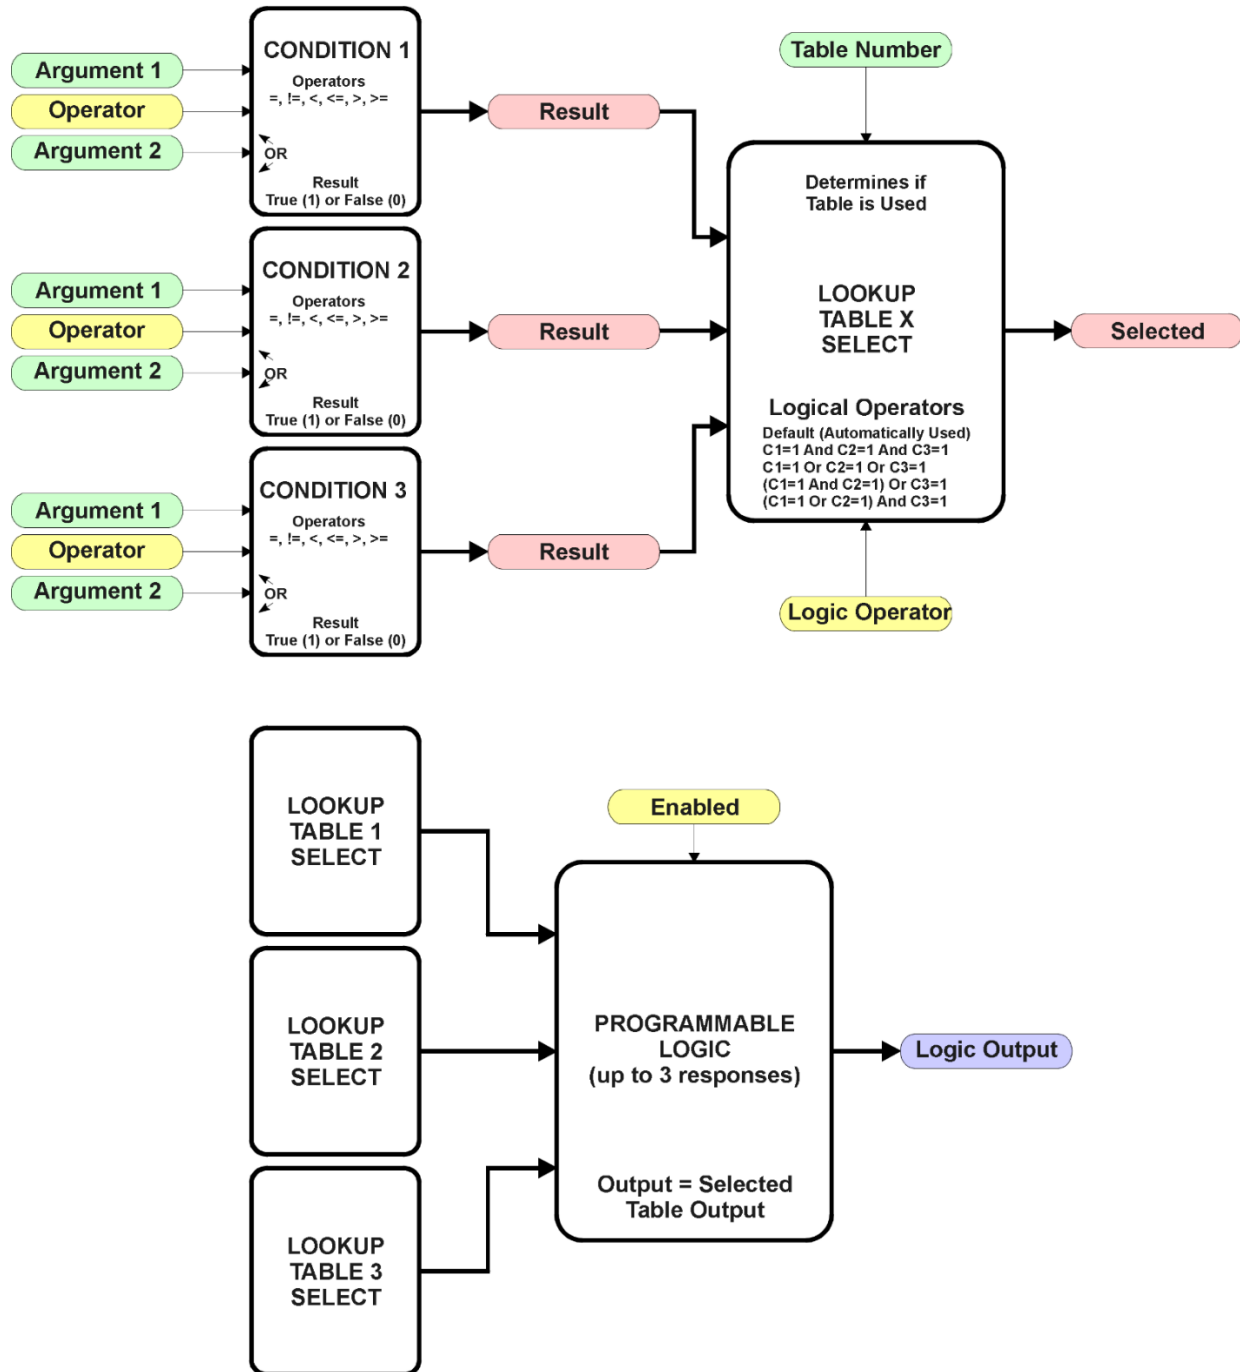 Argument 1
Operator
Argument 2
CONDITION 1
Operators
=, !=, <, <=, >, >=
OR
Result
True (1) or False (0)
Result
Argument 1
Operator
Argument 2
CONDITION 2
Operators
=, !=, <, <=, >, >=
OR
Result
True (1) or False (0)
Result
Argument 1
Operator
Argument 2
CONDITION 3
Operators
=, !=, <, <=, >, >=
OR
Result
True (1) or False (0)
Result
Table Number
Determines if
Table is Used
LOOKUP
TABLE X
SELECT
Logical Operators
Default (Automatically Used)
C1=1 And C2=1 And C3=1
C1=1 Or C2=1 Or C3=1
(C1=1 And C2=1) Or C3=1
(C1=1 Or C2=1) And C3=1
Logic Operator
Selected
LOOKUP
TABLE 1
SELECT
LOOKUP
TABLE 2
SELECT
LOOKUP
TABLE 3
SELECT
Enabled
PROGRAMMABLE
LOGIC
(up to 3 responses)
Output = Selected
Table Output
Logic Output